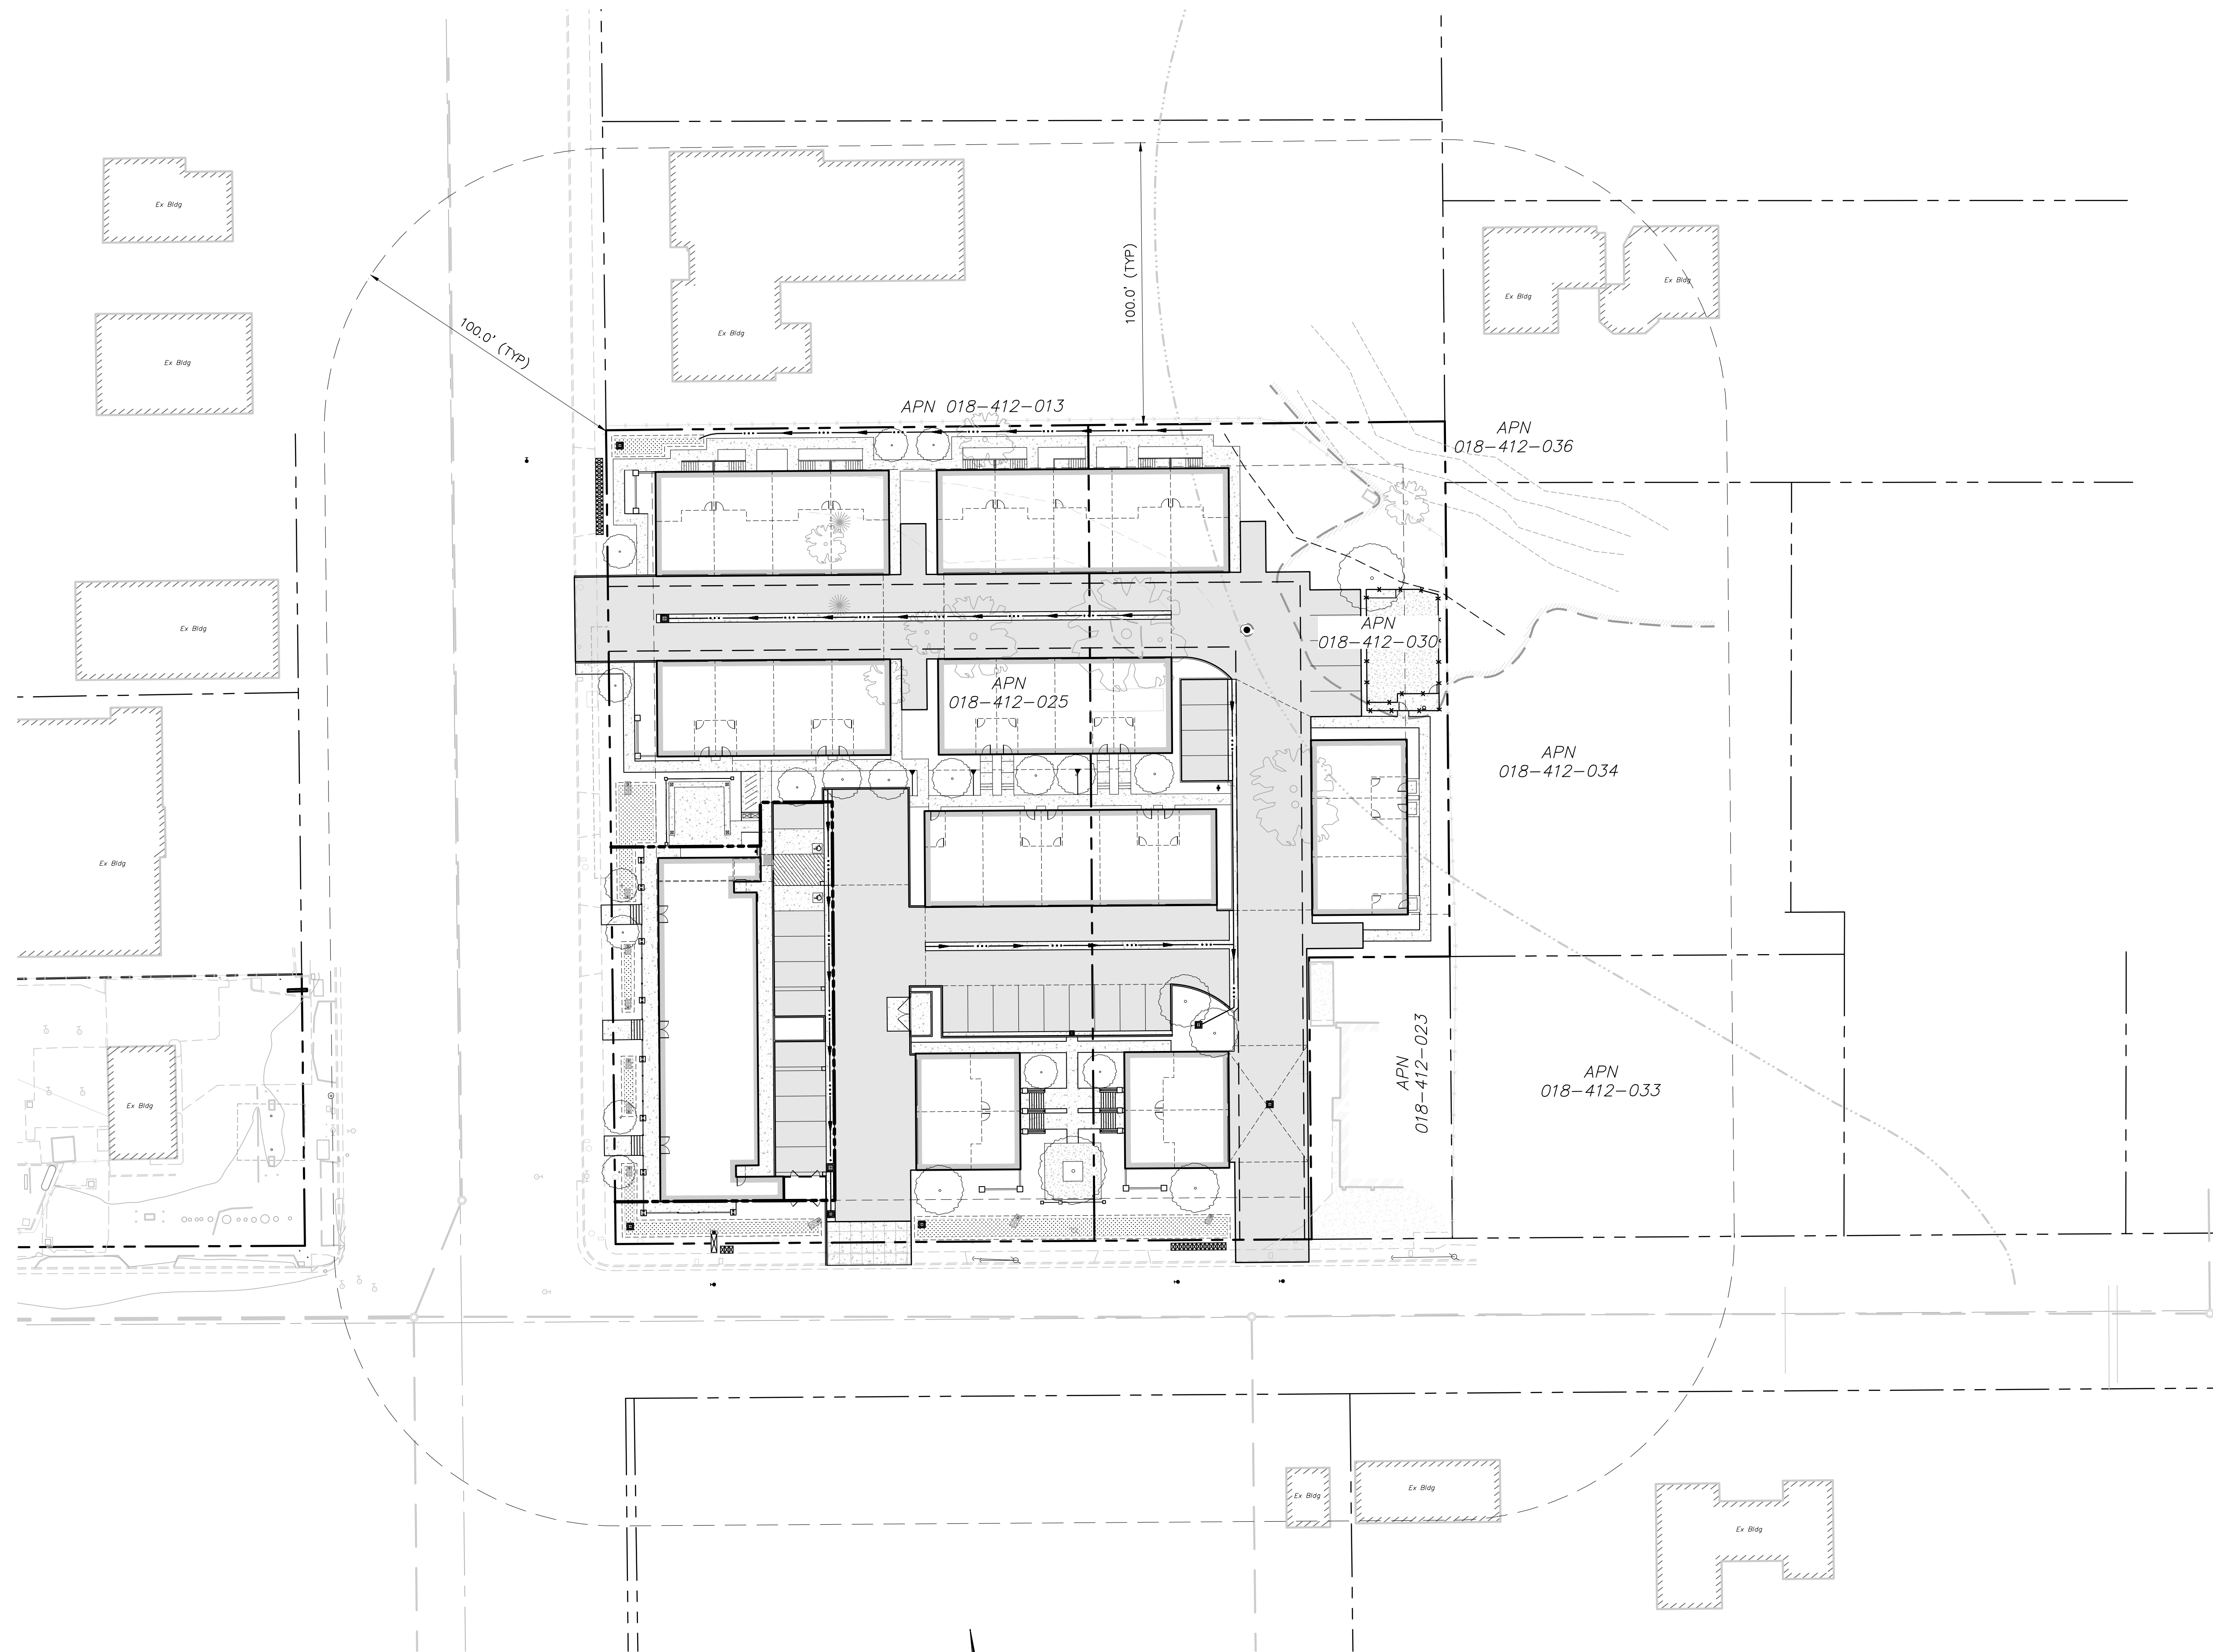 Ex Bldg
Ex Bldg
Ex Bldg
Ex Bldg
100.0' (TYP)
100.0' (TYP)
Ex Bldg
Ex Bldg
APN 018-412-013
APN
018-412-036
Ex Bldg
APN
018-412-030
APN
018-412-025
APN
018-412-034
Ex Bldg
APN
018-412-023
APN
018-412-033
Ex Bldg
Ex Bldg
Ex Bldg
Ex Bldg